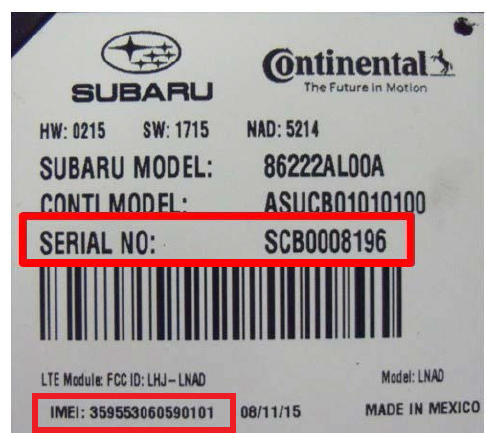 SUBARU
Continental
The Future in Motion
HW: 0215 SW: 1715 NAD: 5214
SUBARU MODEL: 86222AL00A
CONTI MODEL: ASUCB01010100
SERIAL NO: SCB0008196
LTE Module: FCC ID: LHJ-LNAD Model: LNAD
IMEI: 359553060590101 08/11/15 MADE IN MEXICO